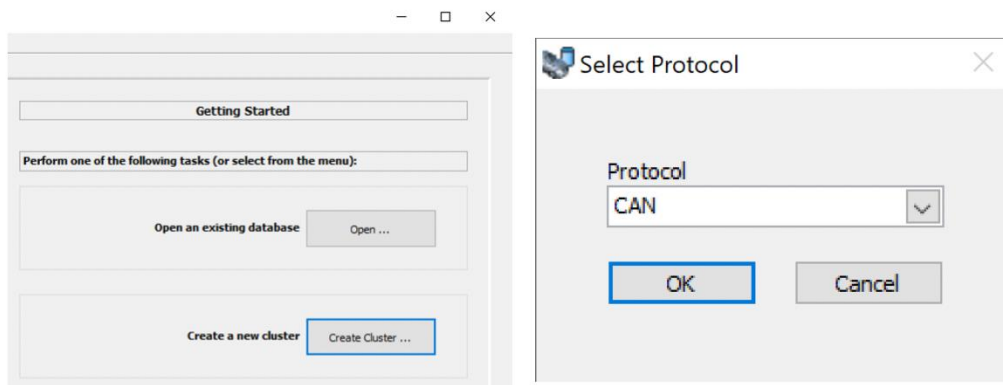 Getting Started
Perform one of the following tasks (or select from the menu):
Open an existing database
Open ...
Create a new cluster
Create Cluster ...
Select Protocol
Protocol
CAN
OK
Cancel